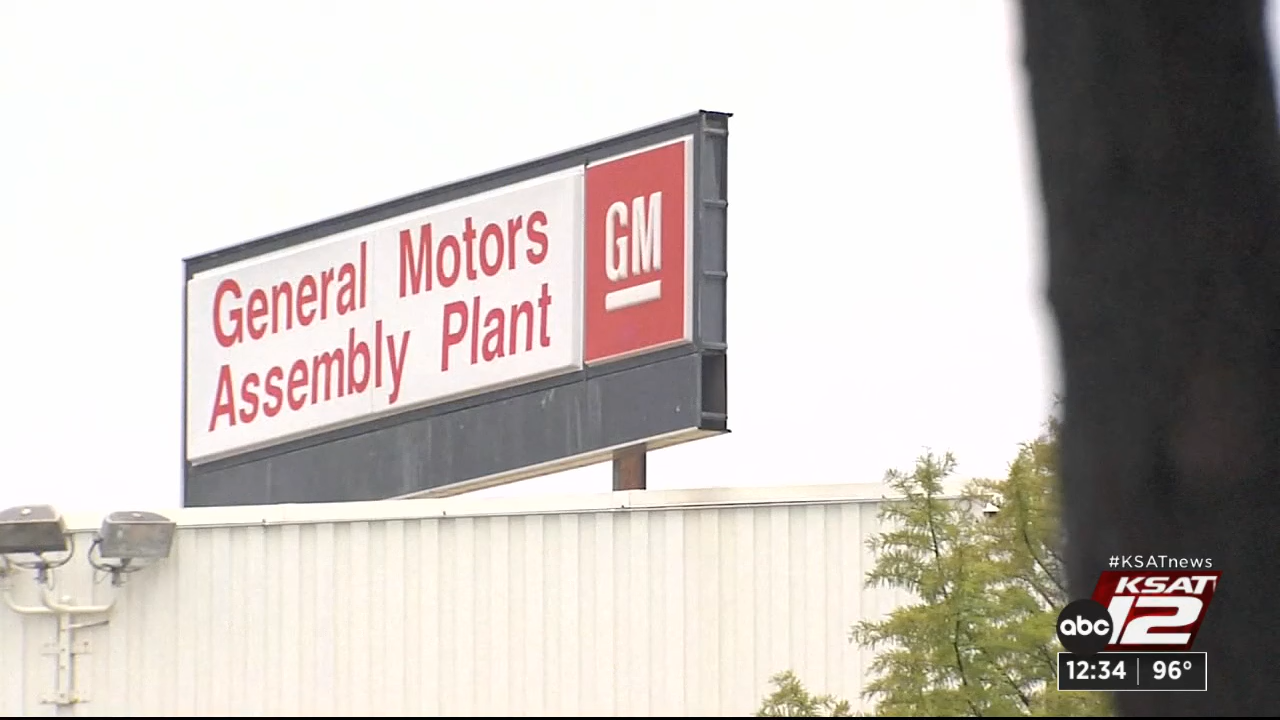 General Motors
Assembly Plant
GM
#KSATnews
KSAT
abc
12
12:34 96°